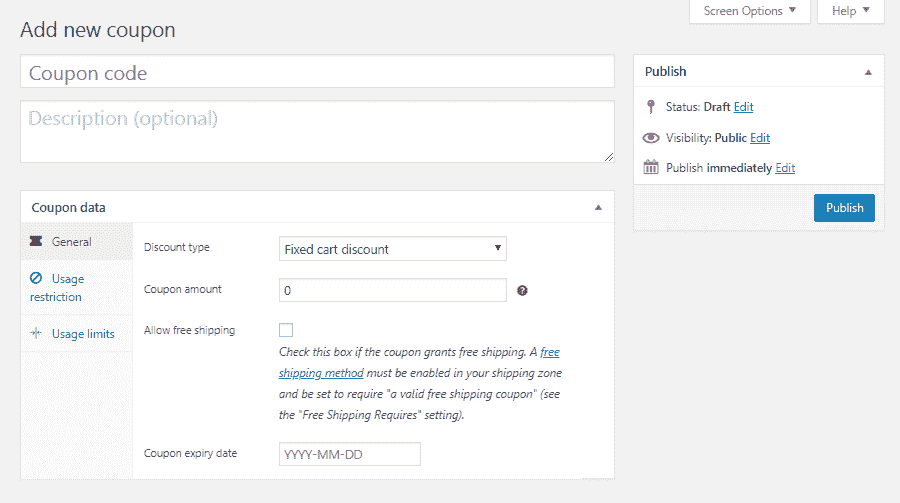 Screen Options
Help
Add new coupon
Coupon code
Description (optional)
Publish
Status: Draft Edit
Visibility: Public Edit
Publish immediately Edit
Publish
Coupon data
General
Usage
restriction
Usage limits
Discount type
Fixed cart discount
Coupon amount
0
Allow free shipping
Check this box if the coupon grants free shipping. A free
shipping method must be enabled in your shipping zone
and be set to require "a valid free shipping coupon" (see
the "Free Shipping Requires" setting).
Coupon expiry date
YYYY-MM-DD